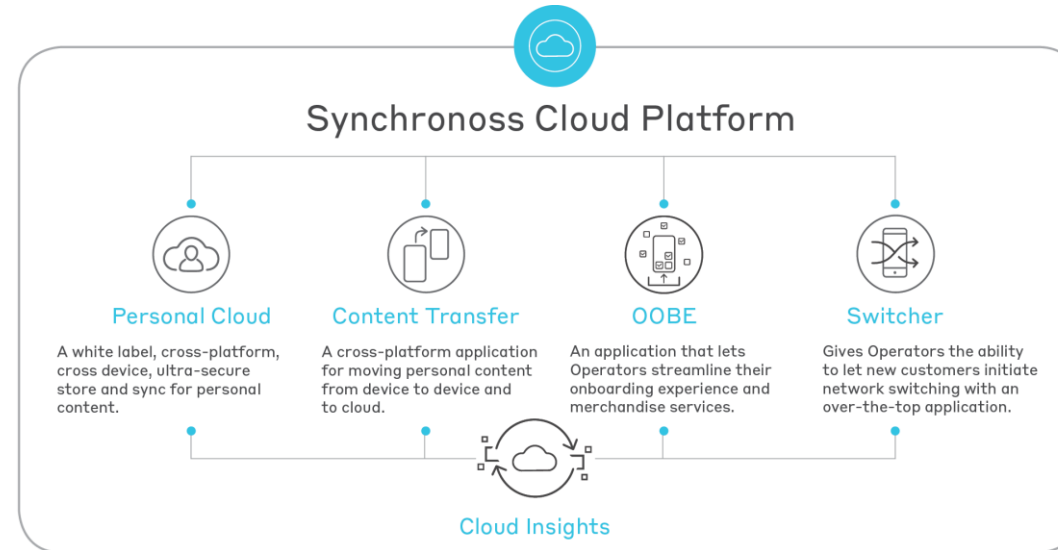 Synchronoss Cloud Platform
Personal Cloud
A white label, cross-platform,
cross device, ultra-secure
store and sync for personal
content.
Content Transfer
A cross-platform application
for moving personal content
from device to device and
to cloud.
OOBE
An application that lets
Operators streamline their
onboarding experience and
merchandise services.
Switcher
Gives Operators the ability
to let new customers initiate
network switching with an
over-the-top application.
Cloud Insights